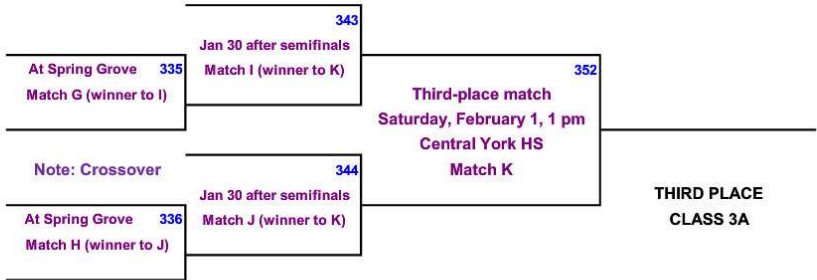 343
Jan 30 after semifinals
Match I (winner to K)
At Spring Grove 335
Match G (winner to I)
352
Third-place match
Saturday, February 1, 1 pm
Central York HS
Match K
Note: Crossover
344
Jan 30 after semifinals
Match J (winner to K)
At Spring Grove 336
Match H (winner to J)
THIRD PLACE
CLASS 3A